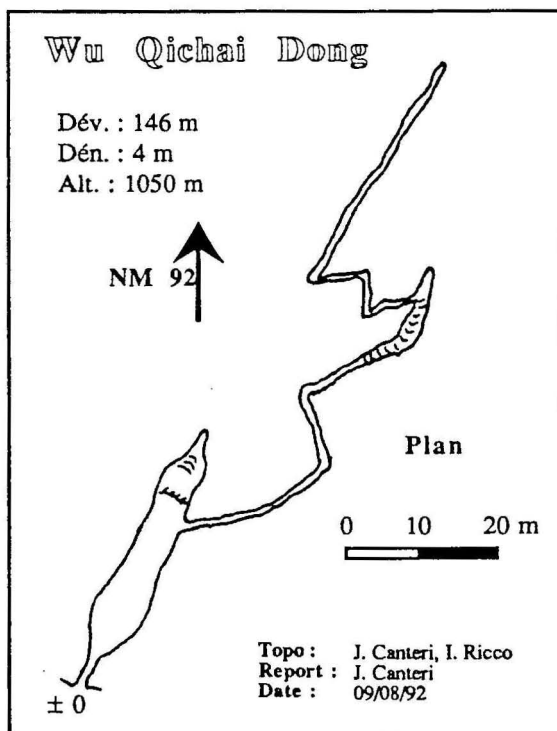 Wu Qichai Dong
Dév. : 146 m
Dén. : 4 m
Alt. : 1050 m
NM 92
Plan
0 10 20 m
Topo : J. Canteri, I. Ricco
Report : J. Canteri
Date : 09/08/92
± 0